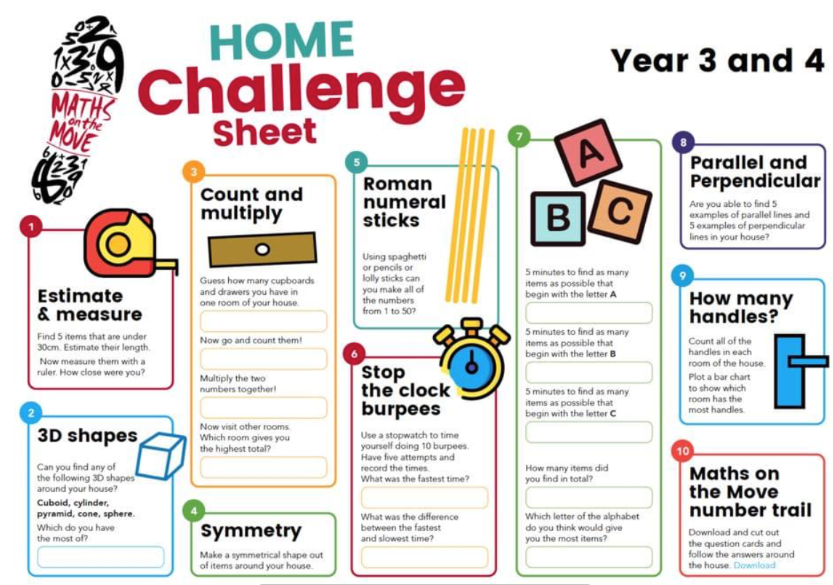 MATHS
on the
MOVE
HOME
Challenge
Sheet
Year 3 and 4
1
Estimate
& measure
Find 5 items that are under
30cm. Estimate their length.
Now measure them with a
ruler. How close were you?
2
3D shapes
Can you find any of
the following 3D shapes
around your house?
Cuboid, cylinder,
pyramid, cone, sphere.
Which do you have
the most of?
3
Count and
multiply
Guess how many cupboards
and drawers you have in
one room of your house.
Now go and count them!
Multiply the two
numbers together!
Now visit other rooms.
Which room gives you
the highest total?
4
Symmetry
Make a symmetrical shape out
of items around your house.
5
Roman
numeral
sticks
Using spaghetti
or pencils or
lolly sticks can
you make all of
the numbers
from 1 to 50?
6
Stop
the clock
burpees
Use a stopwatch to time
yourself doing 10 burpees.
Have five attempts and
record the times.
What was the fastest time?
What was the difference
between the fastest
and slowest time?
7
A
B
C
5 minutes to find as many
items as possible that
begin with the letter A
5 minutes to find as many
items as possible that
begin with the letter B
5 minutes to find as many
items as possible that
begin with the letter C
How many items did
you find in total?
Which letter of the alphabet
do you think would give
you the most items?
8
Parallel and
Perpendicular
Are you able to find 5
examples of parallel lines and
5 examples of perpendicular
lines in your house?
9
How many
handles?
Count all of the
handles in each
room of the house.
Plot a bar chart
to show which
room has the
most handles.
10
Maths on
the Move
number trail
Download and cut out
the question cards and
follow the answers around
the house. Download